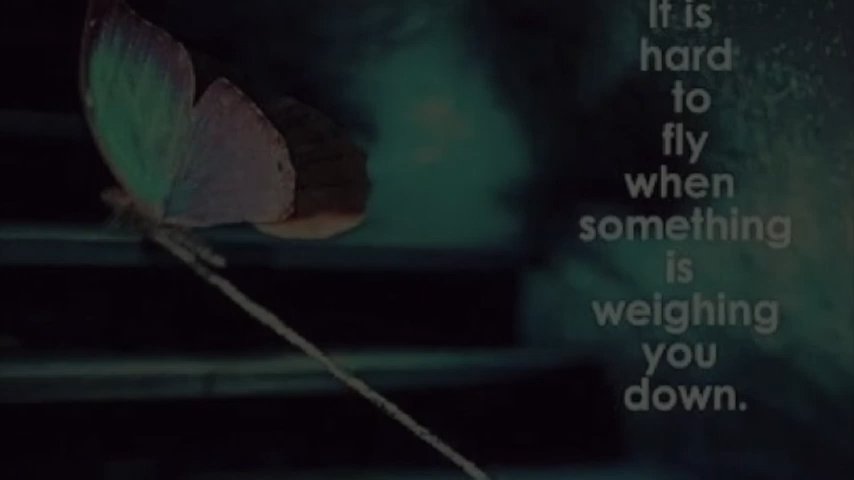 It is
hard
to
fly
when
something
is
weighing
you
down.